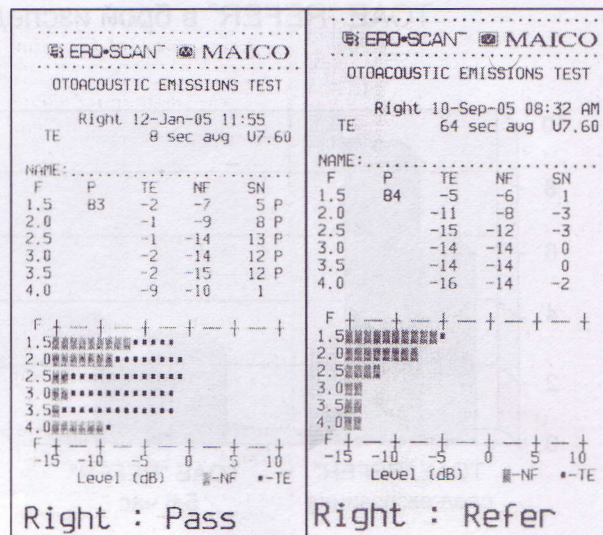 ERO•SCAN™ MAICO
OTOACOUSTIC EMISSIONS TEST
Right 12-Jan-05 11:55
TE 8 sec avg U7.60
NAME:
F P TE NF SN
1.5 83 -2 -7 5 P
2.0 -1 -9 8 P
2.5 -1 -14 13 P
3.0 -2 -14 12 P
3.5 -2 -15 12 P
4.0 -9 -10 1
F
1.5
2.0
2.5
3.0
3.5
4.0
F
-15 -10 -5 0 5 10
Level (dB) -NF -TE
Right : Pass
ERO•SCAN™ MAICO
OTOACOUSTIC EMISSIONS TEST
Right 10-Sep-05 08:32 AM
TE 64 sec avg U7.60
NAME:
F P TE NF SN
1.5 84 -5 -6 1
2.0 -11 -8 -3
2.5 -15 -12 -3
3.0 -14 -14 0
3.5 -14 -14 0
4.0 -16 -14 -2
F
1.5
2.0
2.5
3.0
3.5
4.0
F
-15 -10 -5 0 5 10
Level (dB) -NF -TE
Right : Refer